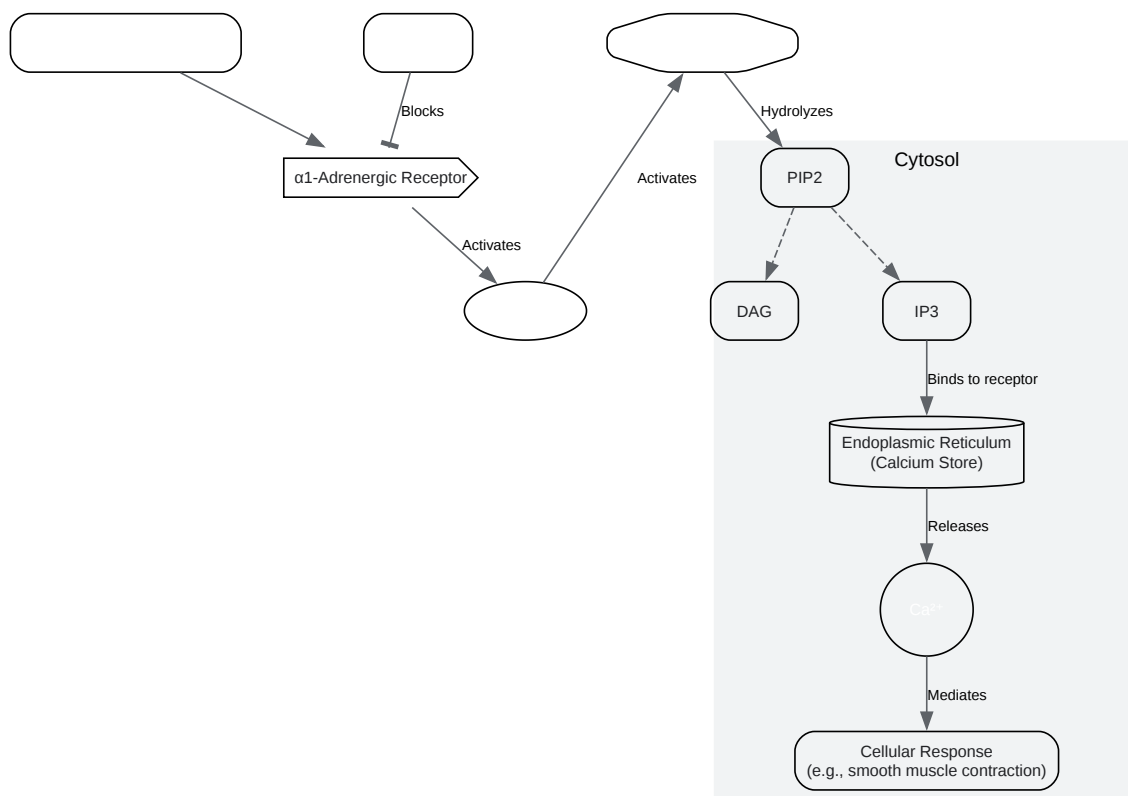 Blocks
Hydrolyzes
Cytosol
α1-Adrenergic Receptor
PIP2
Activates
Activates
DAG
IP3
Binds to receptor
Endoplasmic Reticulum
(Calcium Store)
Releases
Ca²⁺
Mediates
Cellular Response
(e.g., smooth muscle contraction)